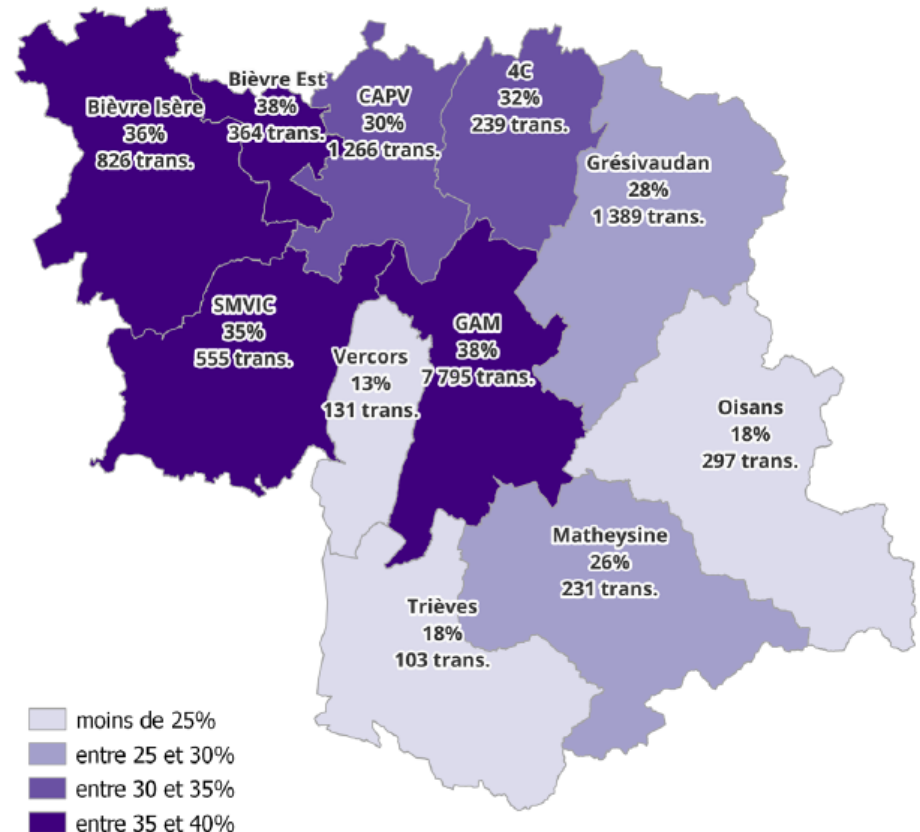 Bièvre Isère
36%
826 trans.
Bièvre Est
38%
364 trans.
CAPV
30%
1 266 trans.
4C
32%
239 trans.
Grésivaudan
28%
1 389 trans.
SMVIC
35%
555 trans.
Vercors
13%
131 trans.
GAM
38%
7 795 trans.
Oisans
18%
297 trans.
Matheysine
26%
231 trans.
Trièves
18%
103 trans.
moins de 25%
entre 25 et 30%
entre 30 et 35%
entre 35 et 40%